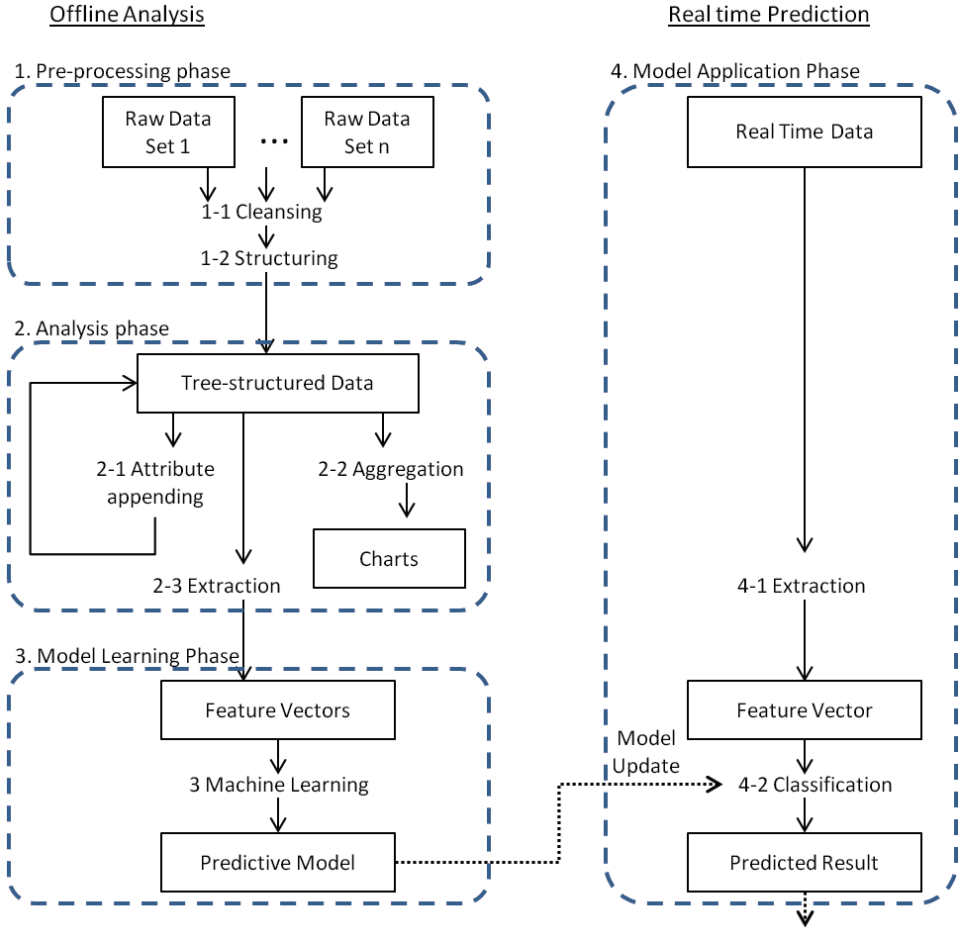 Offline Analysis
1. Pre-processing phase
Raw Data
Set 1
...
Raw Data
Set n
1-1 Cleansing
1-2 Structuring
2. Analysis phase
Tree-structured Data
2-1 Attribute
appending
2-2 Aggregation
Charts
2-3 Extraction
3. Model Learning Phase
Feature Vectors
3 Machine Learning
Predictive Model
Model
Update
Real time Prediction
4. Model Application Phase
Real Time Data
4-1 Extraction
Feature Vector
4-2 Classification
Predicted Result